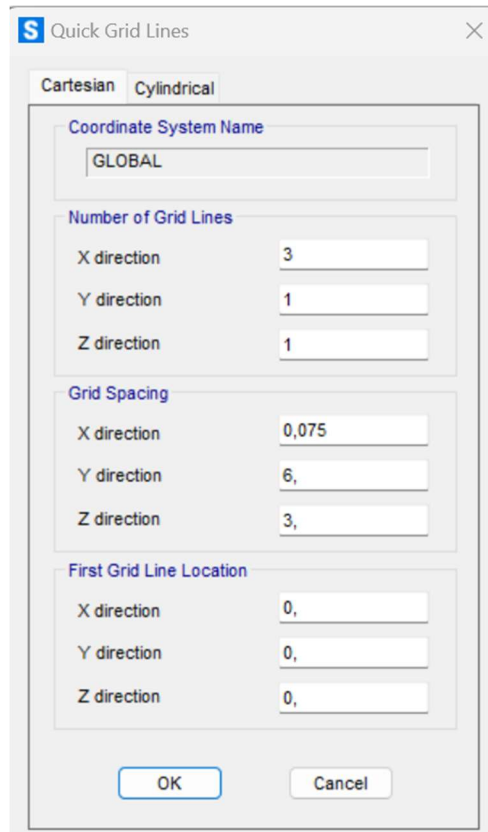 S Quick Grid Lines
Cartesian Cylindrical
Coordinate System Name
GLOBAL
Number of Grid Lines
X direction 3
Y direction 1
Z direction 1
Grid Spacing
X direction 0,075
Y direction 6,
Z direction 3,
First Grid Line Location
X direction 0,
Y direction 0,
Z direction 0,
OK Cancel